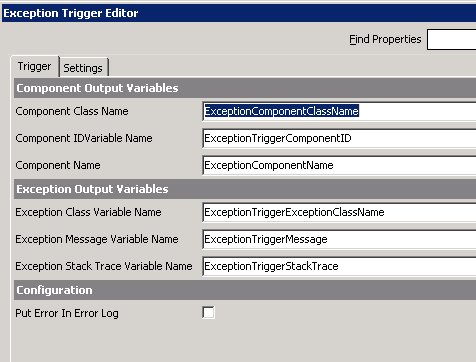 Exception Trigger Editor
Find Properties
Trigger Settings
Component Output Variables
Component Class Name ExceptionComponentClassName
Component IDVariable Name ExceptionTriggerComponentID
Component Name ExceptionComponentName
Exception Output Variables
Exception Class Variable Name ExceptionTriggerExceptionClassName
Exception Message Variable Name ExceptionTriggerMessage
Exception Stack Trace Variable Name ExceptionTriggerStackTrace
Configuration
Put Error In Error Log